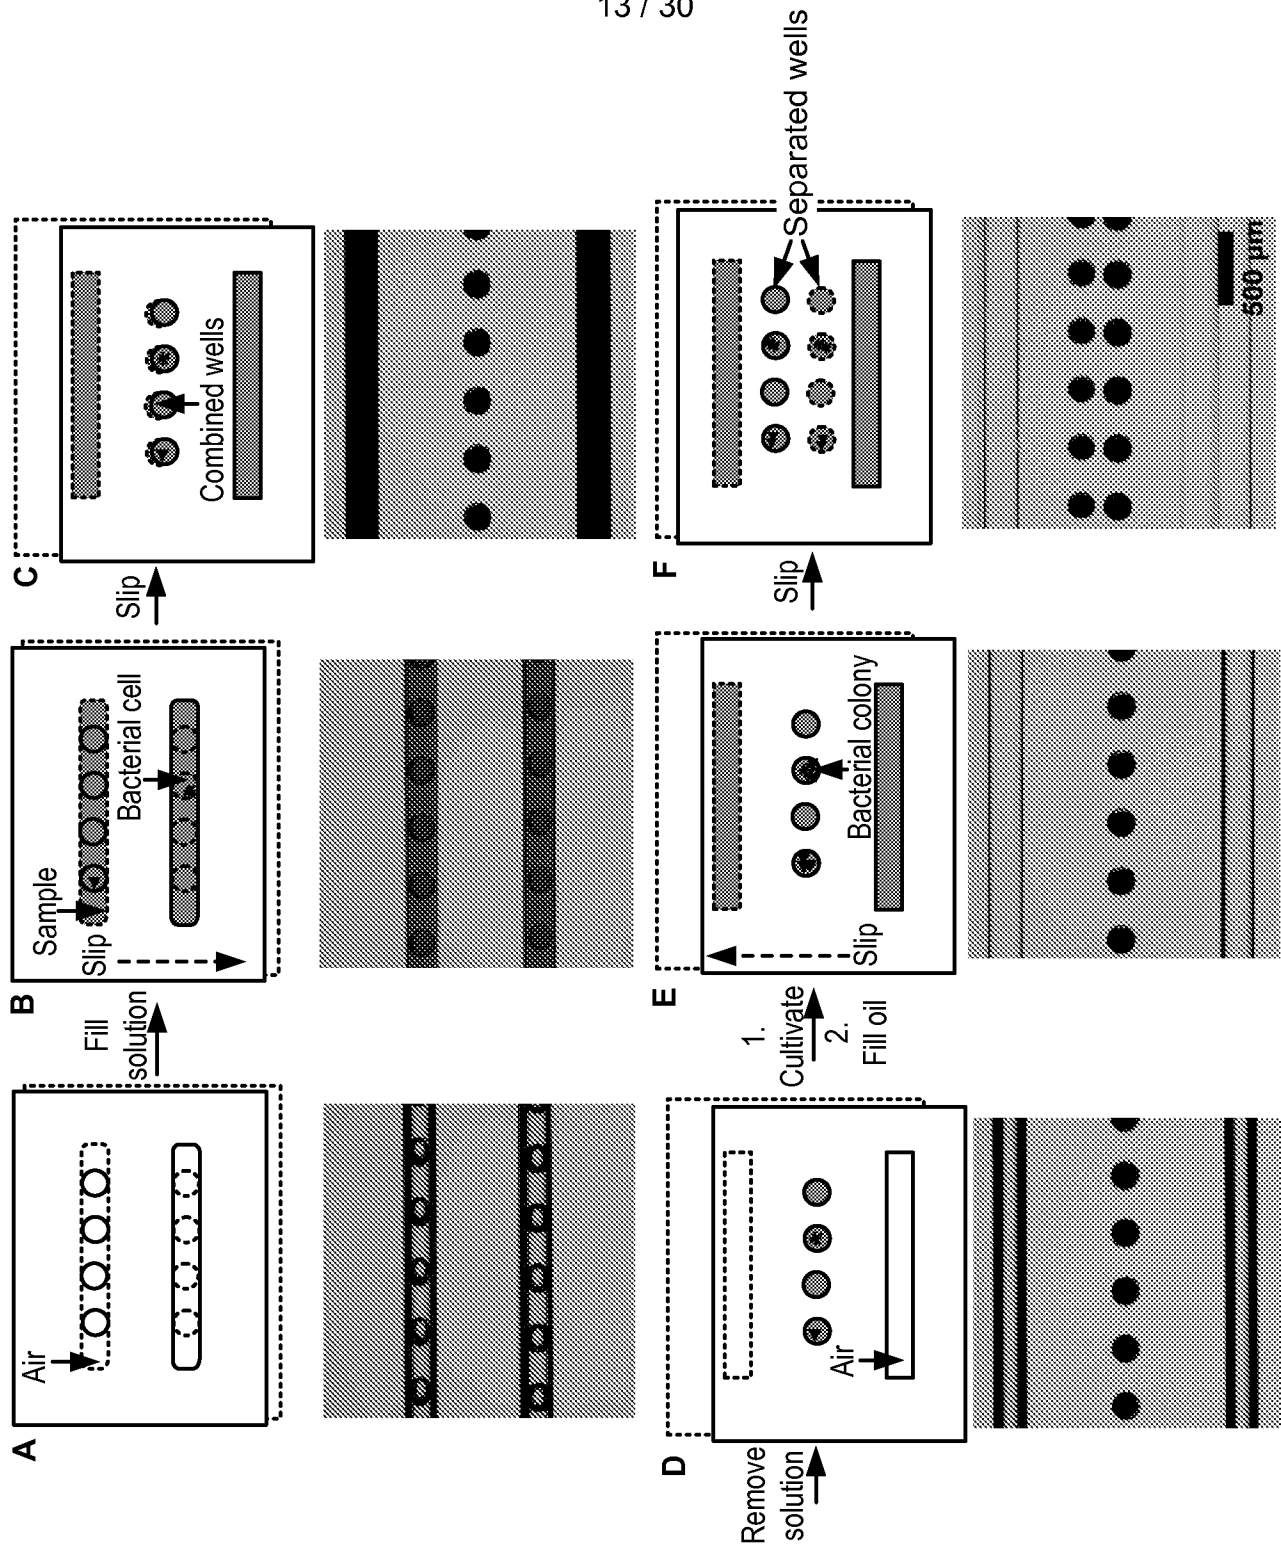 13 / 30
A
Air
Fill
solution
B
Sample
Slip
Bacterial cell
Slip
C
Combined wells
Remove
solution
D
Air
1.
Cultivate
2.
Fill oil
E
Slip
Bacterial colony
Slip
F
Separated wells
500 µm